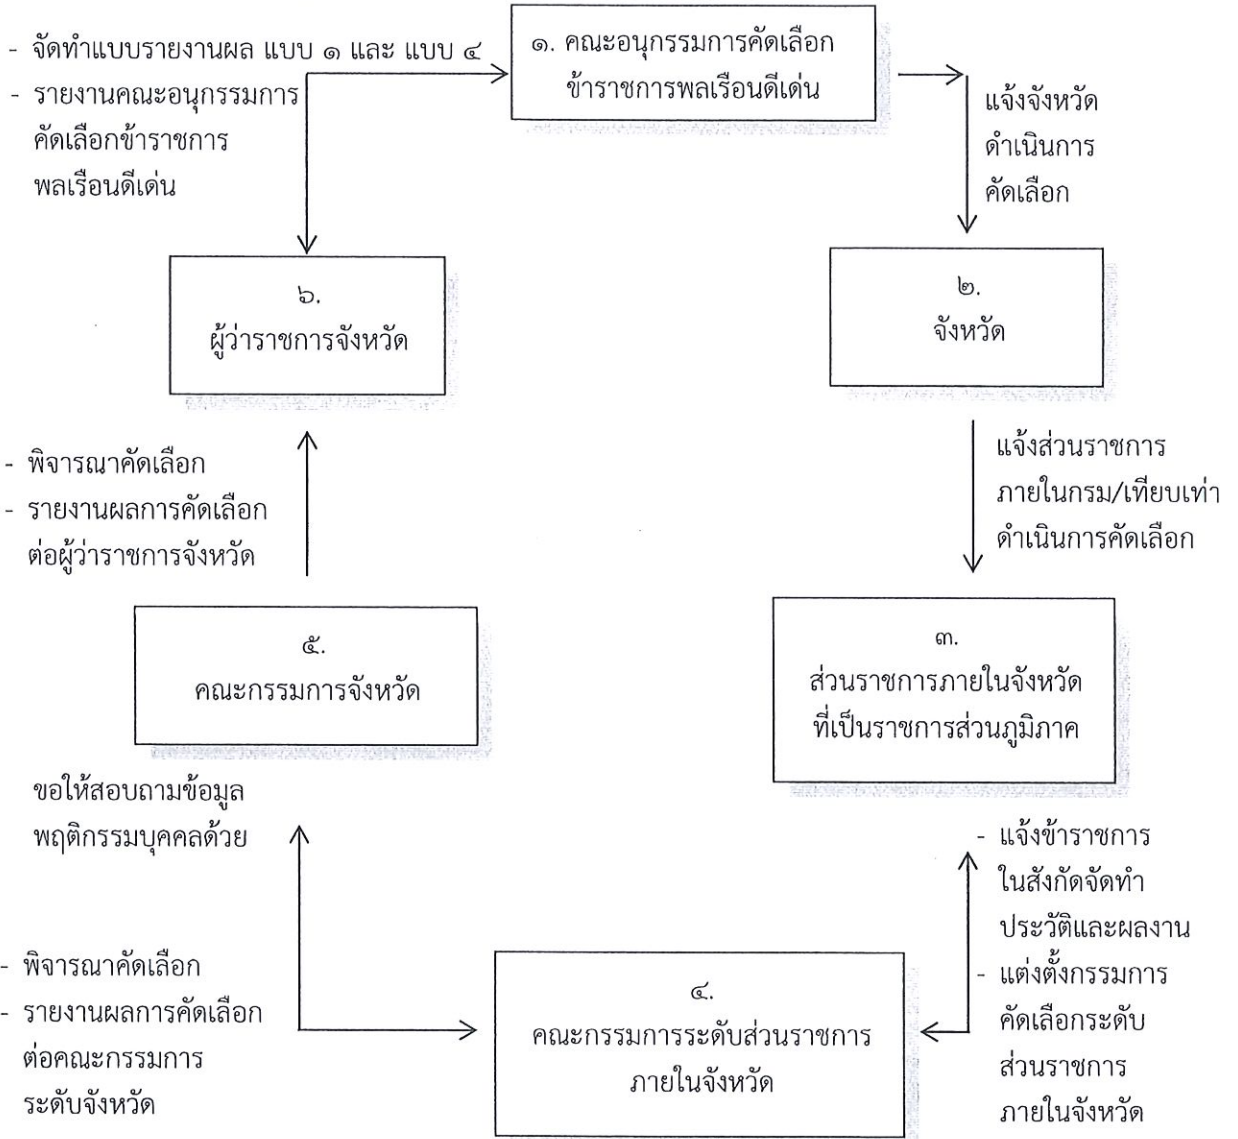 - จัดทำแบบรายงานผล แบบ ๑ และ แบบ ๔
- รายงานคณะอนุกรรมการ
คัดเลือกข้าราชการ
พลเรือนดีเด่น
๑. คณะอนุกรรมการคัดเลือก
ข้าราชการพลเรือนดีเด่น
แจ้งจังหวัด
ดำเนินการ
คัดเลือก
๖.
ผู้ว่าราชการจังหวัด
๒.
จังหวัด
- พิจารณาคัดเลือก
- รายงานผลการคัดเลือก
ต่อผู้ว่าราชการจังหวัด
แจ้งส่วนราชการ
ภายในกรม/เทียบเท่า
ดำเนินการคัดเลือก
๕.
คณะกรรมการจังหวัด
๓.
ส่วนราชการภายในจังหวัด
ที่เป็นราชการส่วนภูมิภาค
ขอให้สอบถามข้อมูล
พฤติกรรมบุคคลด้วย
- แจ้งข้าราชการ
ในสังกัดจัดทำ
ประวัติและผลงาน
- แต่งตั้งกรรมการ
คัดเลือกระดับ
ส่วนราชการ
ภายในจังหวัด
- พิจารณาคัดเลือก
- รายงานผลการคัดเลือก
ต่อคณะกรรมการ
ระดับจังหวัด
๔.
คณะกรรมการระดับส่วนราชการ
ภายในจังหวัด